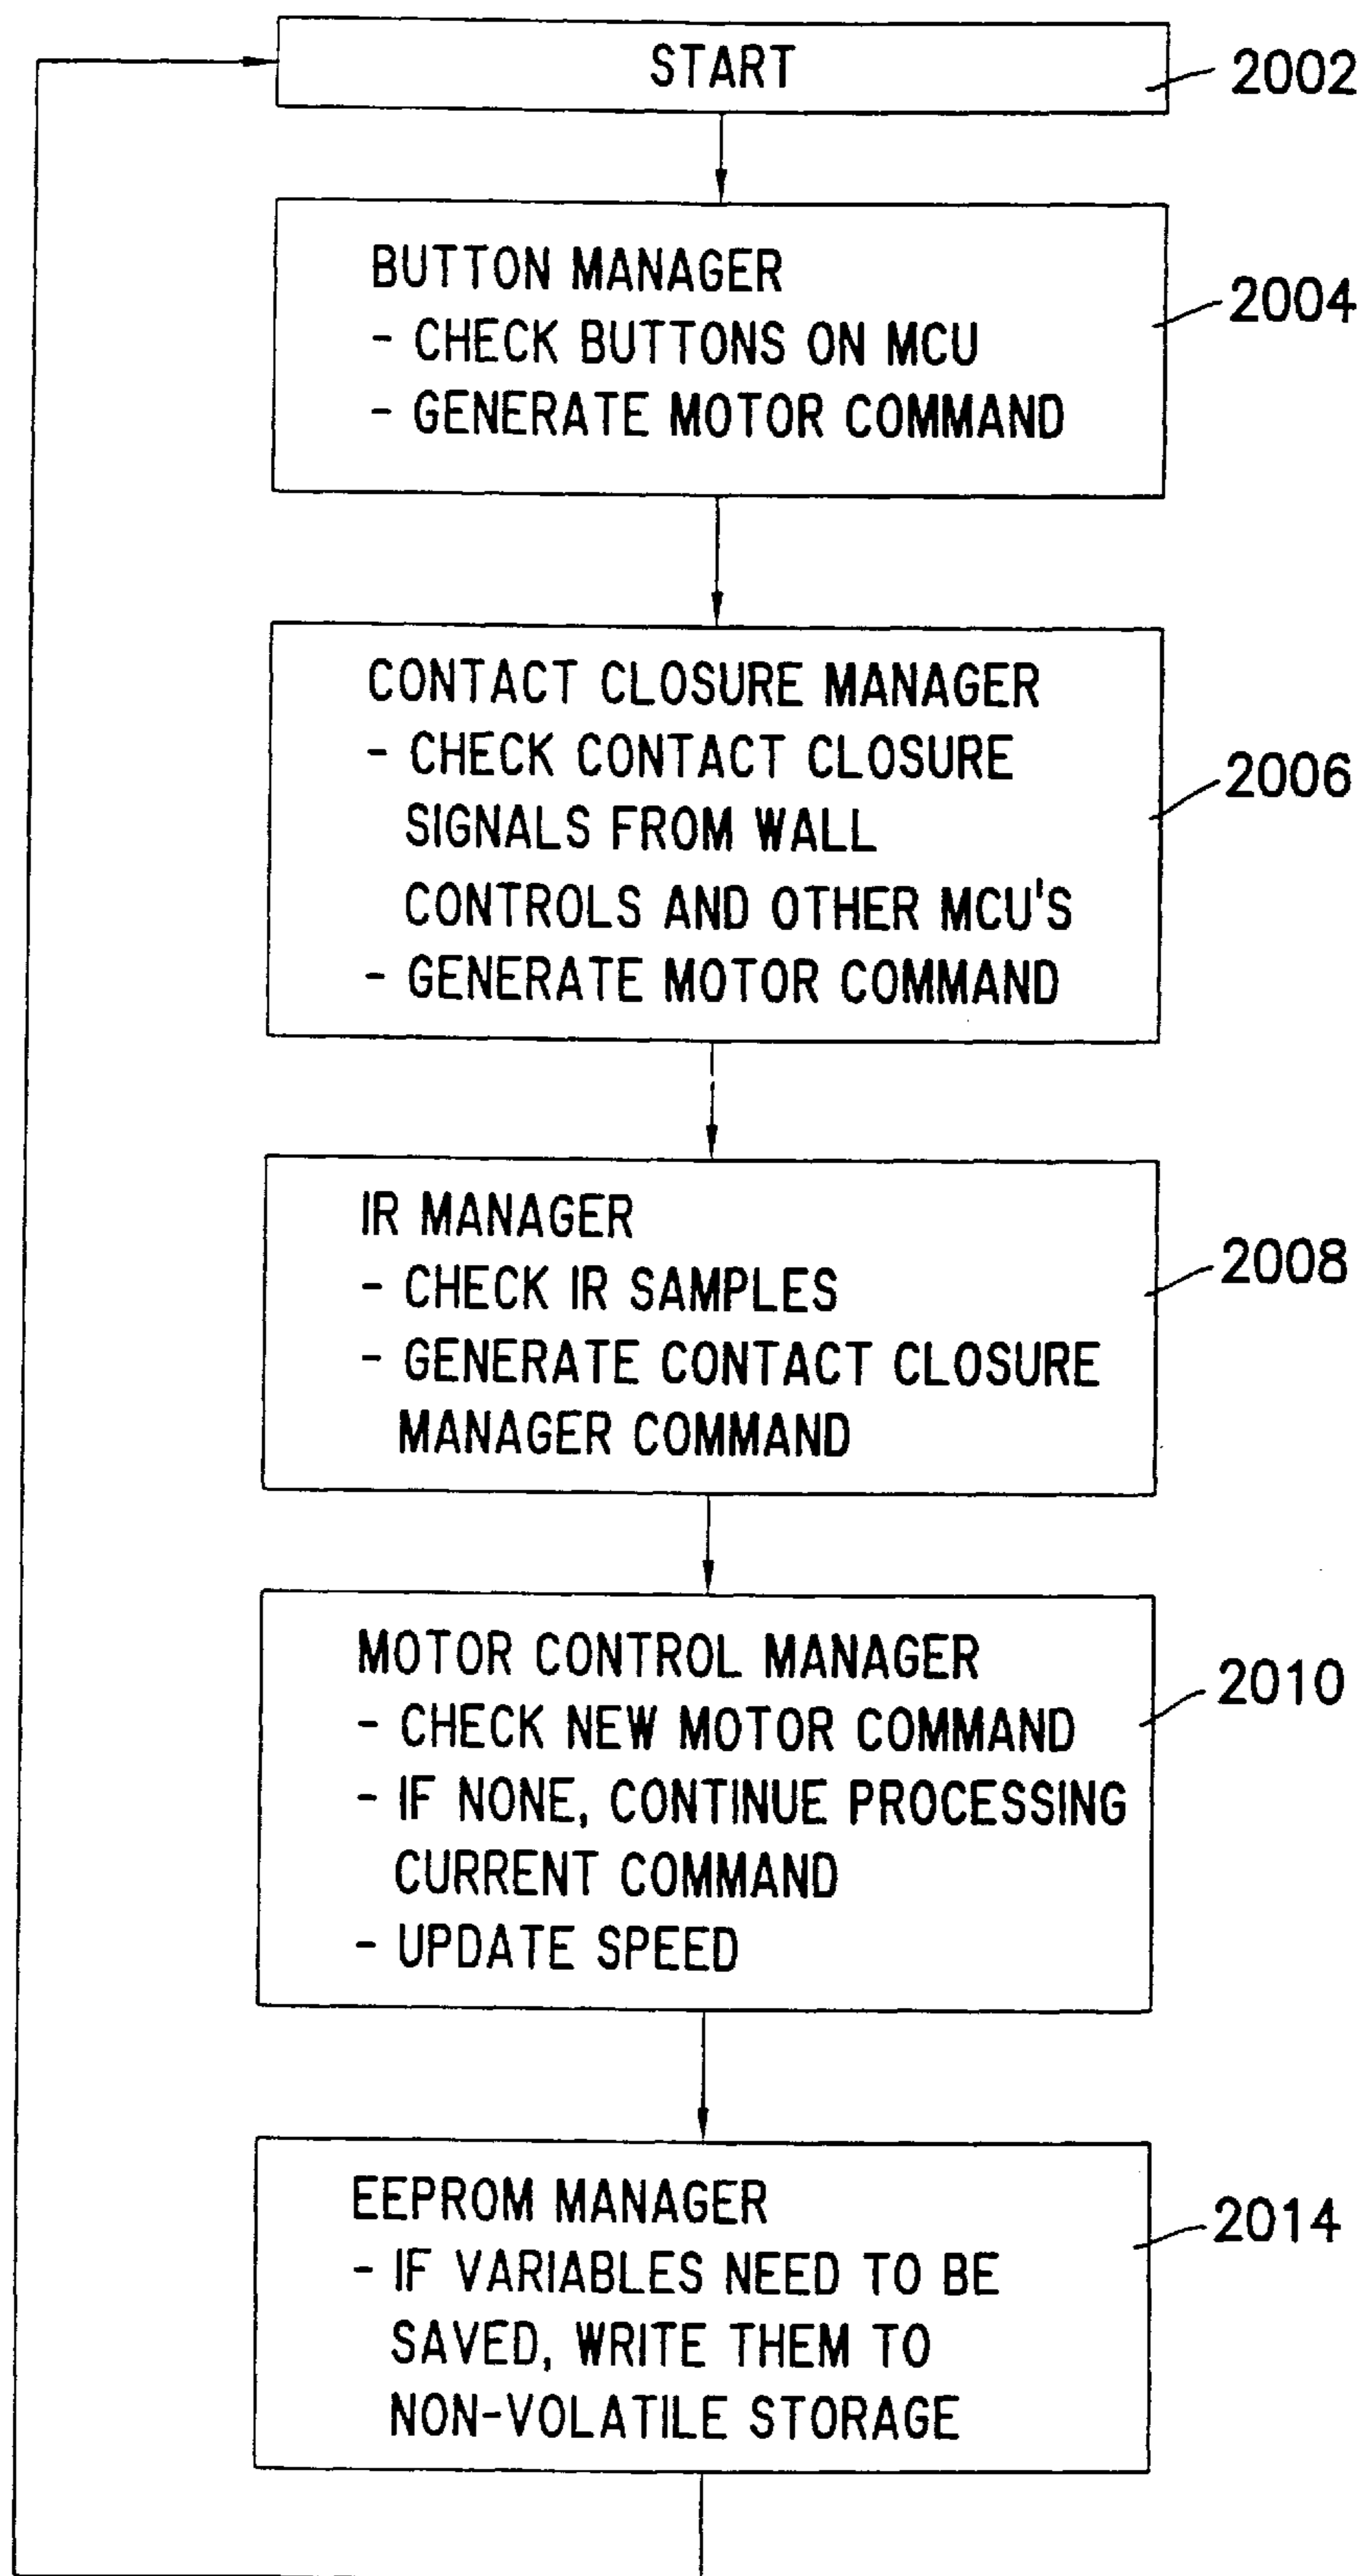 START
2002
BUTTON MANAGER
- CHECK BUTTONS ON MCU
- GENERATE MOTOR COMMAND
2004
CONTACT CLOSURE MANAGER
- CHECK CONTACT CLOSURE
SIGNALS FROM WALL
CONTROLS AND OTHER MCU'S
- GENERATE MOTOR COMMAND
2006
IR MANAGER
- CHECK IR SAMPLES
- GENERATE CONTACT CLOSURE
MANAGER COMMAND
2008
MOTOR CONTROL MANAGER
- CHECK NEW MOTOR COMMAND
- IF NONE, CONTINUE PROCESSING
CURRENT COMMAND
- UPDATE SPEED
2010
EEPROM MANAGER
- IF VARIABLES NEED TO BE
SAVED, WRITE THEM TO
NON-VOLATILE STORAGE
2014